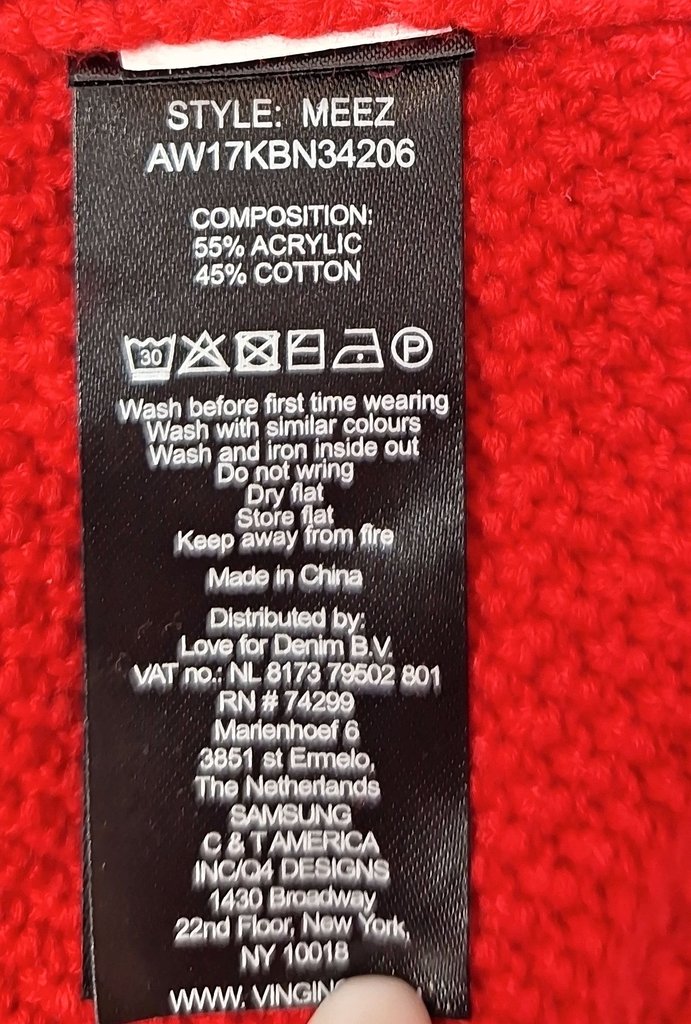 STYLE: MEEZ
AW17KBN34206
COMPOSITION:
55% ACRYLIC
45% COTTON
30 P
Wash before first time wearing
Wash with similar colours
Wash and iron inside out
Do not wring
Dry flat
Store flat
Keep away from fire
Made in China
Distributed by:
Love for Denim B.V.
VAT no.: NL 8173 79502 801
RN # 74299
Marienhoef 6
3851 st Ermelo,
The Netherlands
SAMSUNG
C & T AMERICA
INC/Q4 DESIGNS
1430 Broadway
22nd Floor, New York,
NY 10018
WWW.